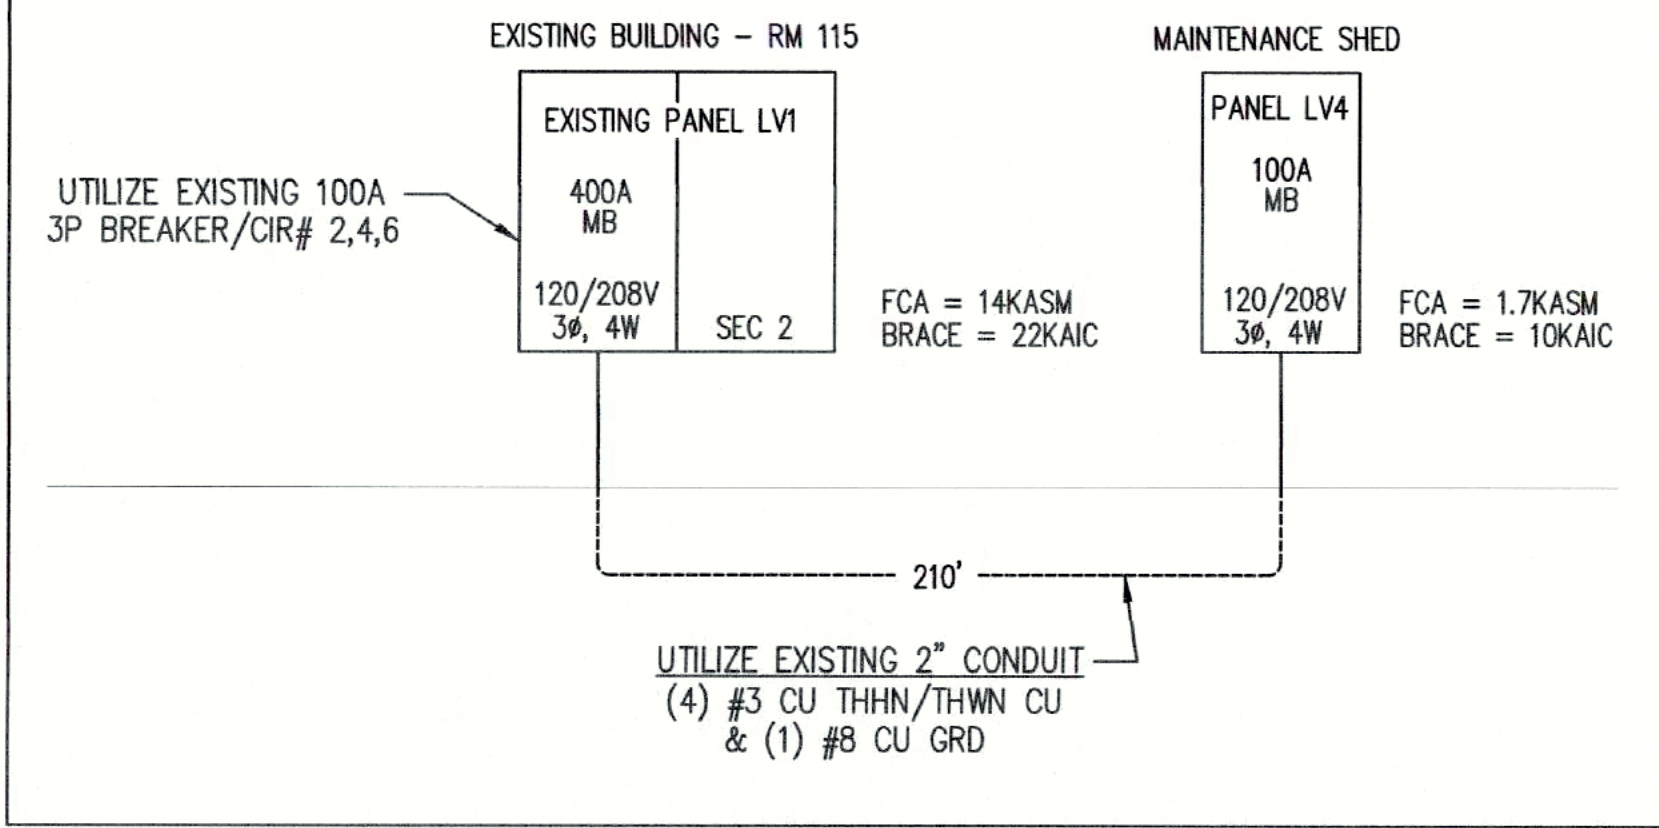 EXISTING BUILDING - RM 115
MAINTENANCE SHED
EXISTING PANEL LV1
PANEL LV4
UTILIZE EXISTING 100A
3P BREAKER/CIR# 2,4,6
400A
MB
100A
MB
120/208V
3ø, 4W
SEC 2
FCA = 14KASM
BRACE = 22KAIC
120/208V
3ø, 4W
FCA = 1.7KASM
BRACE = 10KAIC
210'
UTILIZE EXISTING 2" CONDUIT
(4) #3 CU THHN/THWN CU
& (1) #8 CU GRD